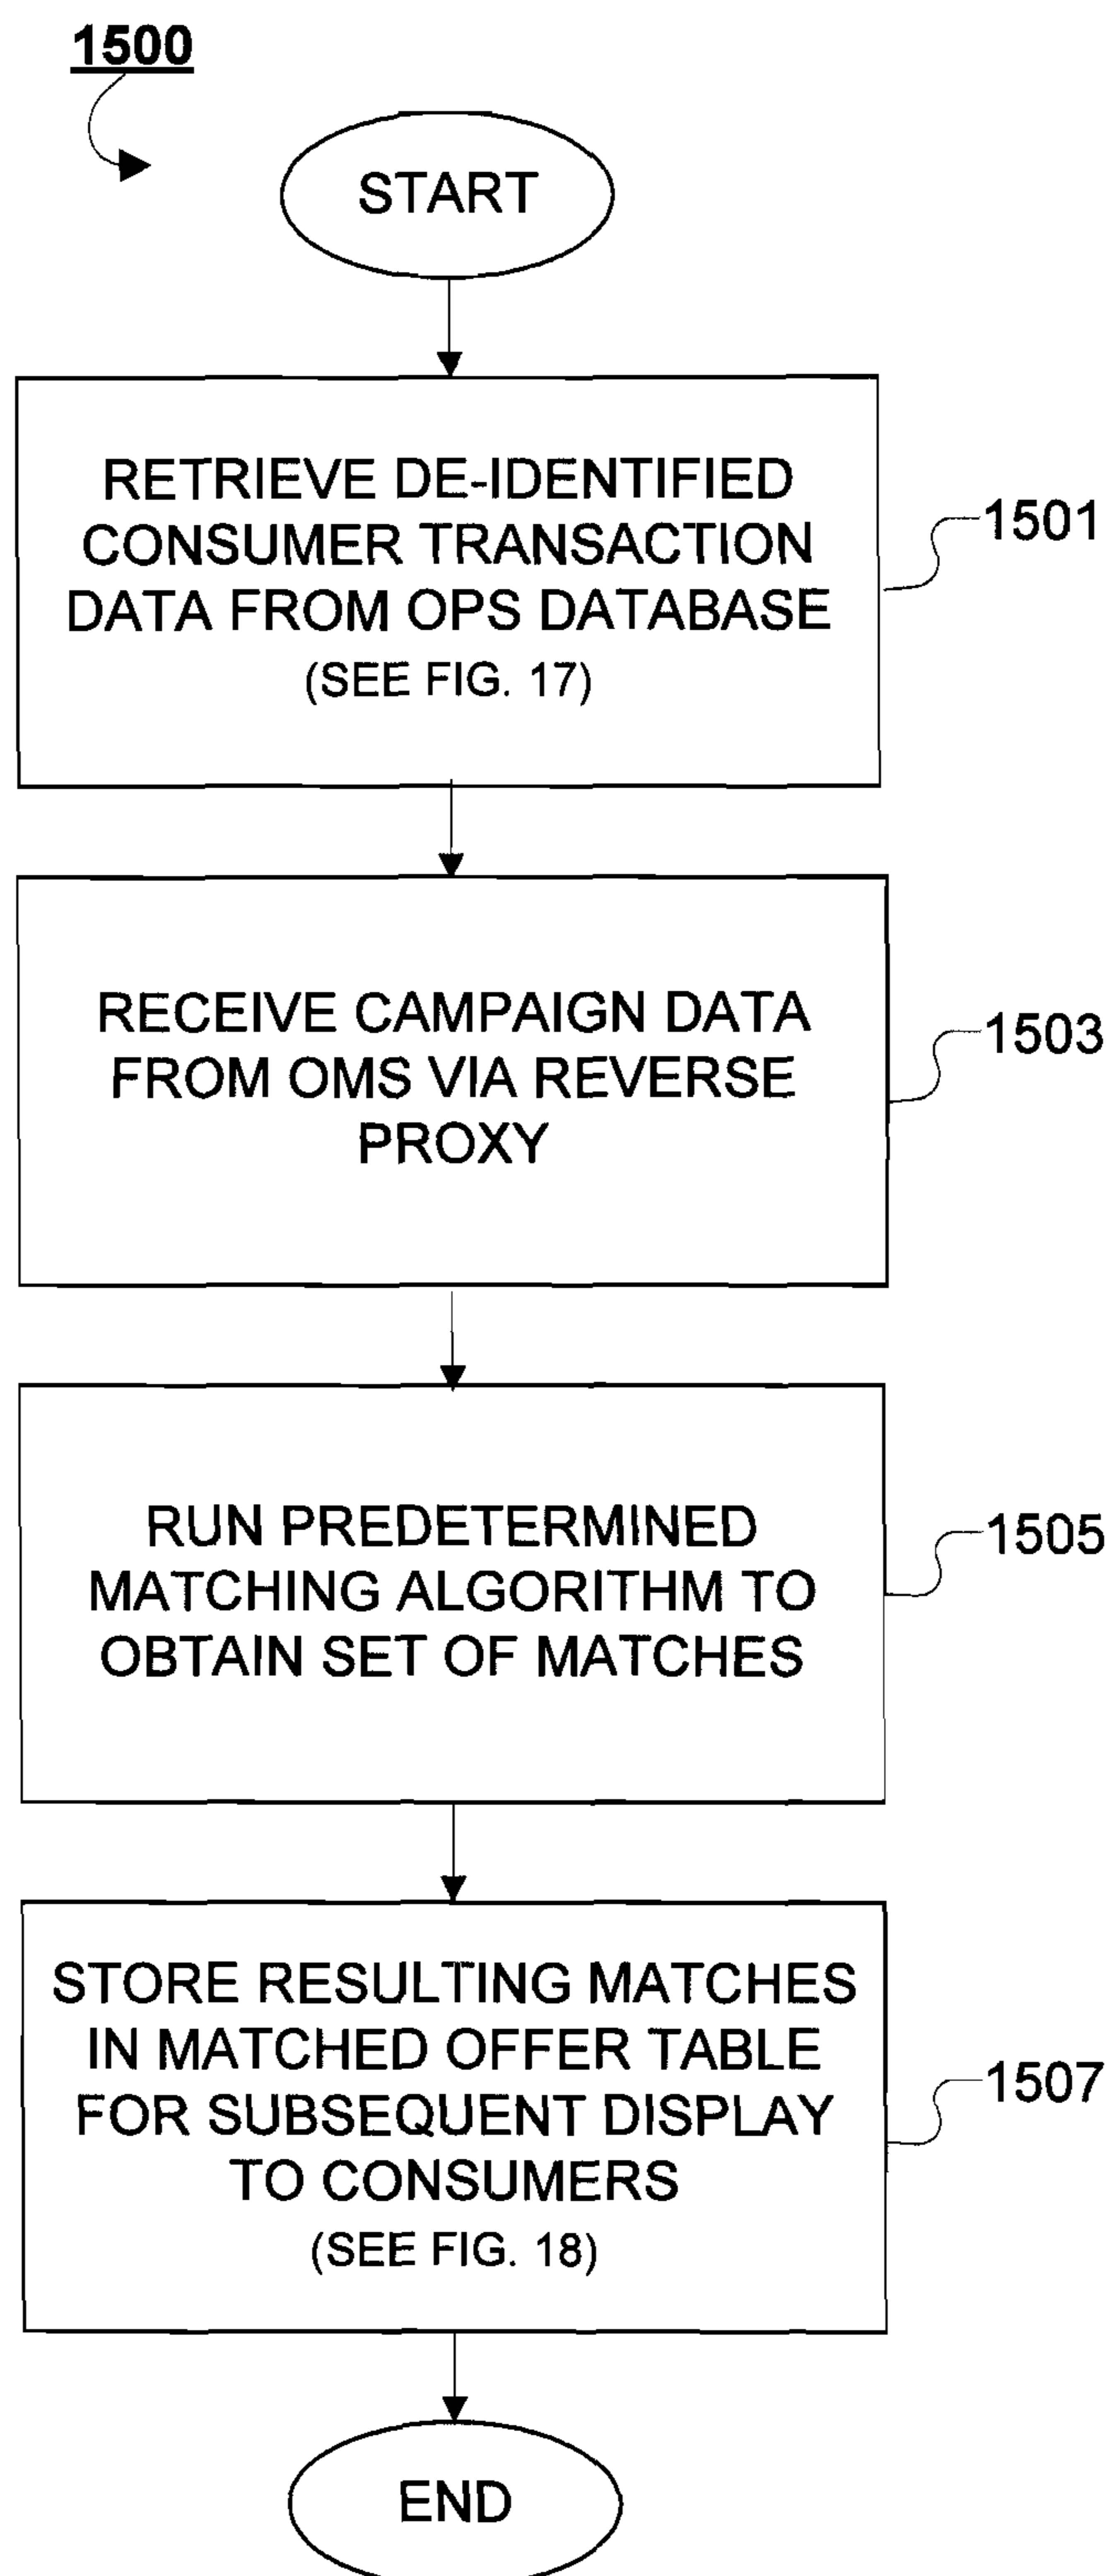 1500
START
RETRIEVE DE-IDENTIFIED
CONSUMER TRANSACTION
DATA FROM OPS DATABASE
(SEE FIG. 17)
1501
RECEIVE CAMPAIGN DATA
FROM OMS VIA REVERSE
PROXY
1503
RUN PREDETERMINED
MATCHING ALGORITHM TO
OBTAIN SET OF MATCHES
1505
STORE RESULTING MATCHES
IN MATCHED OFFER TABLE
FOR SUBSEQUENT DISPLAY
TO CONSUMERS
(SEE FIG. 18)
1507
END